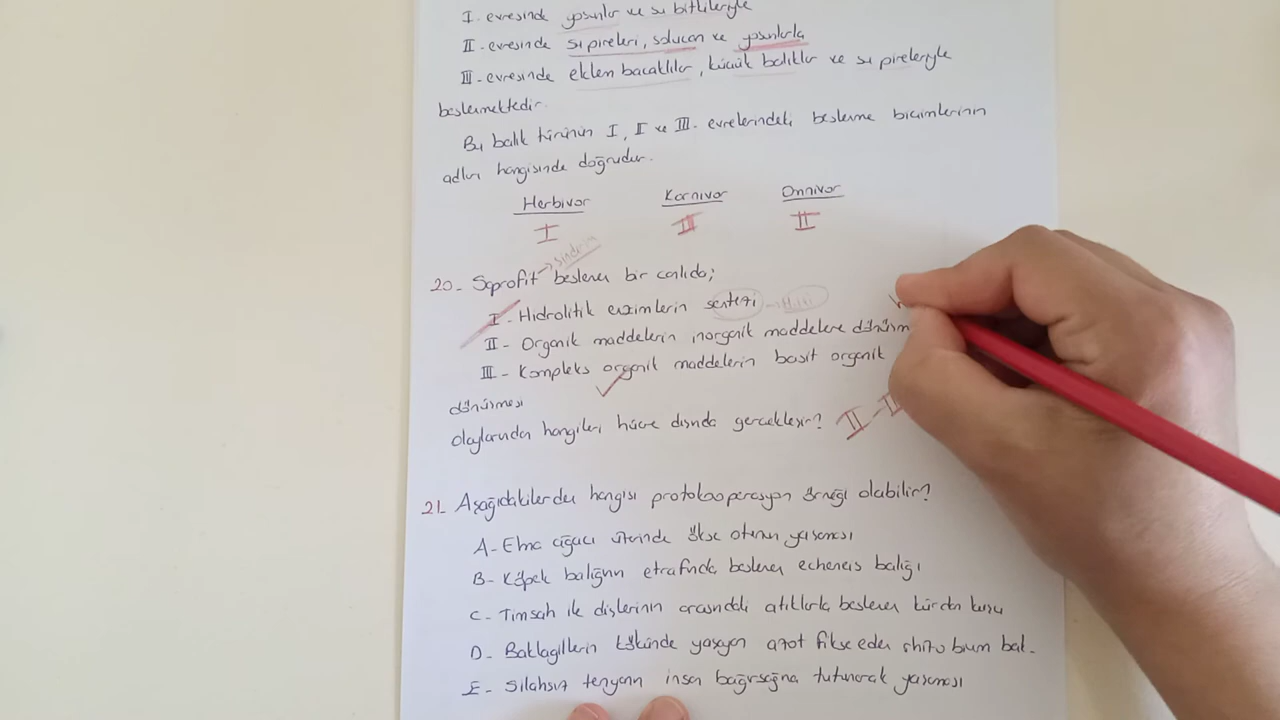 I- evresinde yosunlar ve su bitkileriyle
II- evresinde su pireleri, solucan ve yosunlarla
III- evresinde eklem bacaklılar, küçük balıklar ve su pireleriyle
beslenmektedir.
Bu balık türünün I, II ve III. evrelerindeki beslenme biçimlerinin
adları hangisinde doğrudur.
Herbivor Karnivor Omnivor
I III II
→ sindirim
20- Saprofit beslenen bir canlıda;
I- Hidrolitik enzimlerin sentezi
II- Organik maddelerin inorganik maddelere dönüşm
III- Kompleks organik maddelerin basit organik
dönüşmesi
olaylarından hangileri hücre dışında gerçekleşir? II -
21. Aşağıdakilerden hangisi protokooperasyon örneği olabilir?
A- Elma ağacı üzerinde ökse otunun yaşaması
B- Köpek balığının etrafında beslenen echeneis balığı
C- Timsah ile dişlerinin arasındaki atıklarla beslenen kürdan kuşu
D- Baklagillerin kökünde yaşayan azot fikse eden rhizobium bak.
E- Silahsız tenyanın insan bağırsağına tutunarak yaşaması